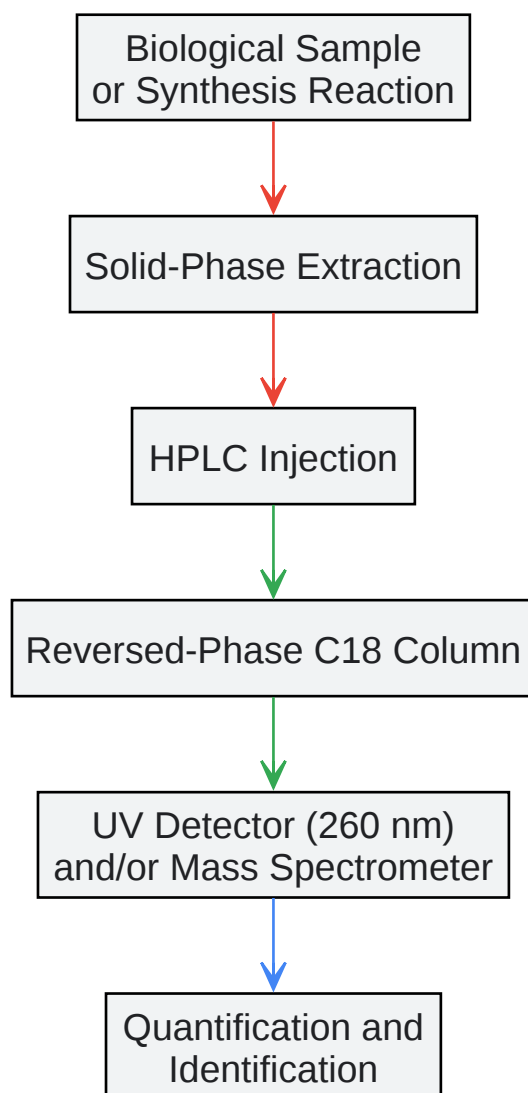 Biological Sample
or Synthesis Reaction
Solid-Phase Extraction
HPLC Injection
Reversed-Phase C18 Column
UV Detector (260 nm)
and/or Mass Spectrometer
Quantification and
Identification